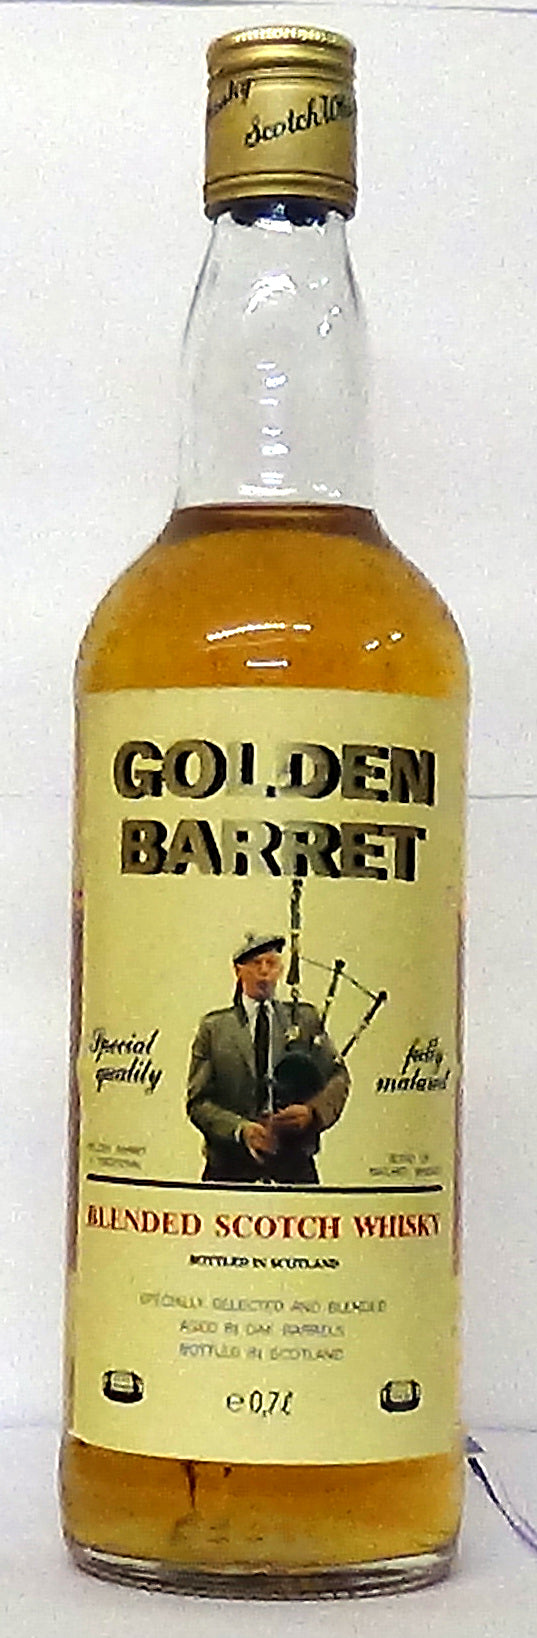 Scotch Wh
GOLDEN
BARRET
Special
quality
fully
matured
BLENDED SCOTCH WHISKY
BOTTLED IN SCOTLAND
SPECIALLY SELECTED AND BLENDED
AGED IN OAK BARRELS
BOTTLED IN SCOTLAND
e 0,7ℓ